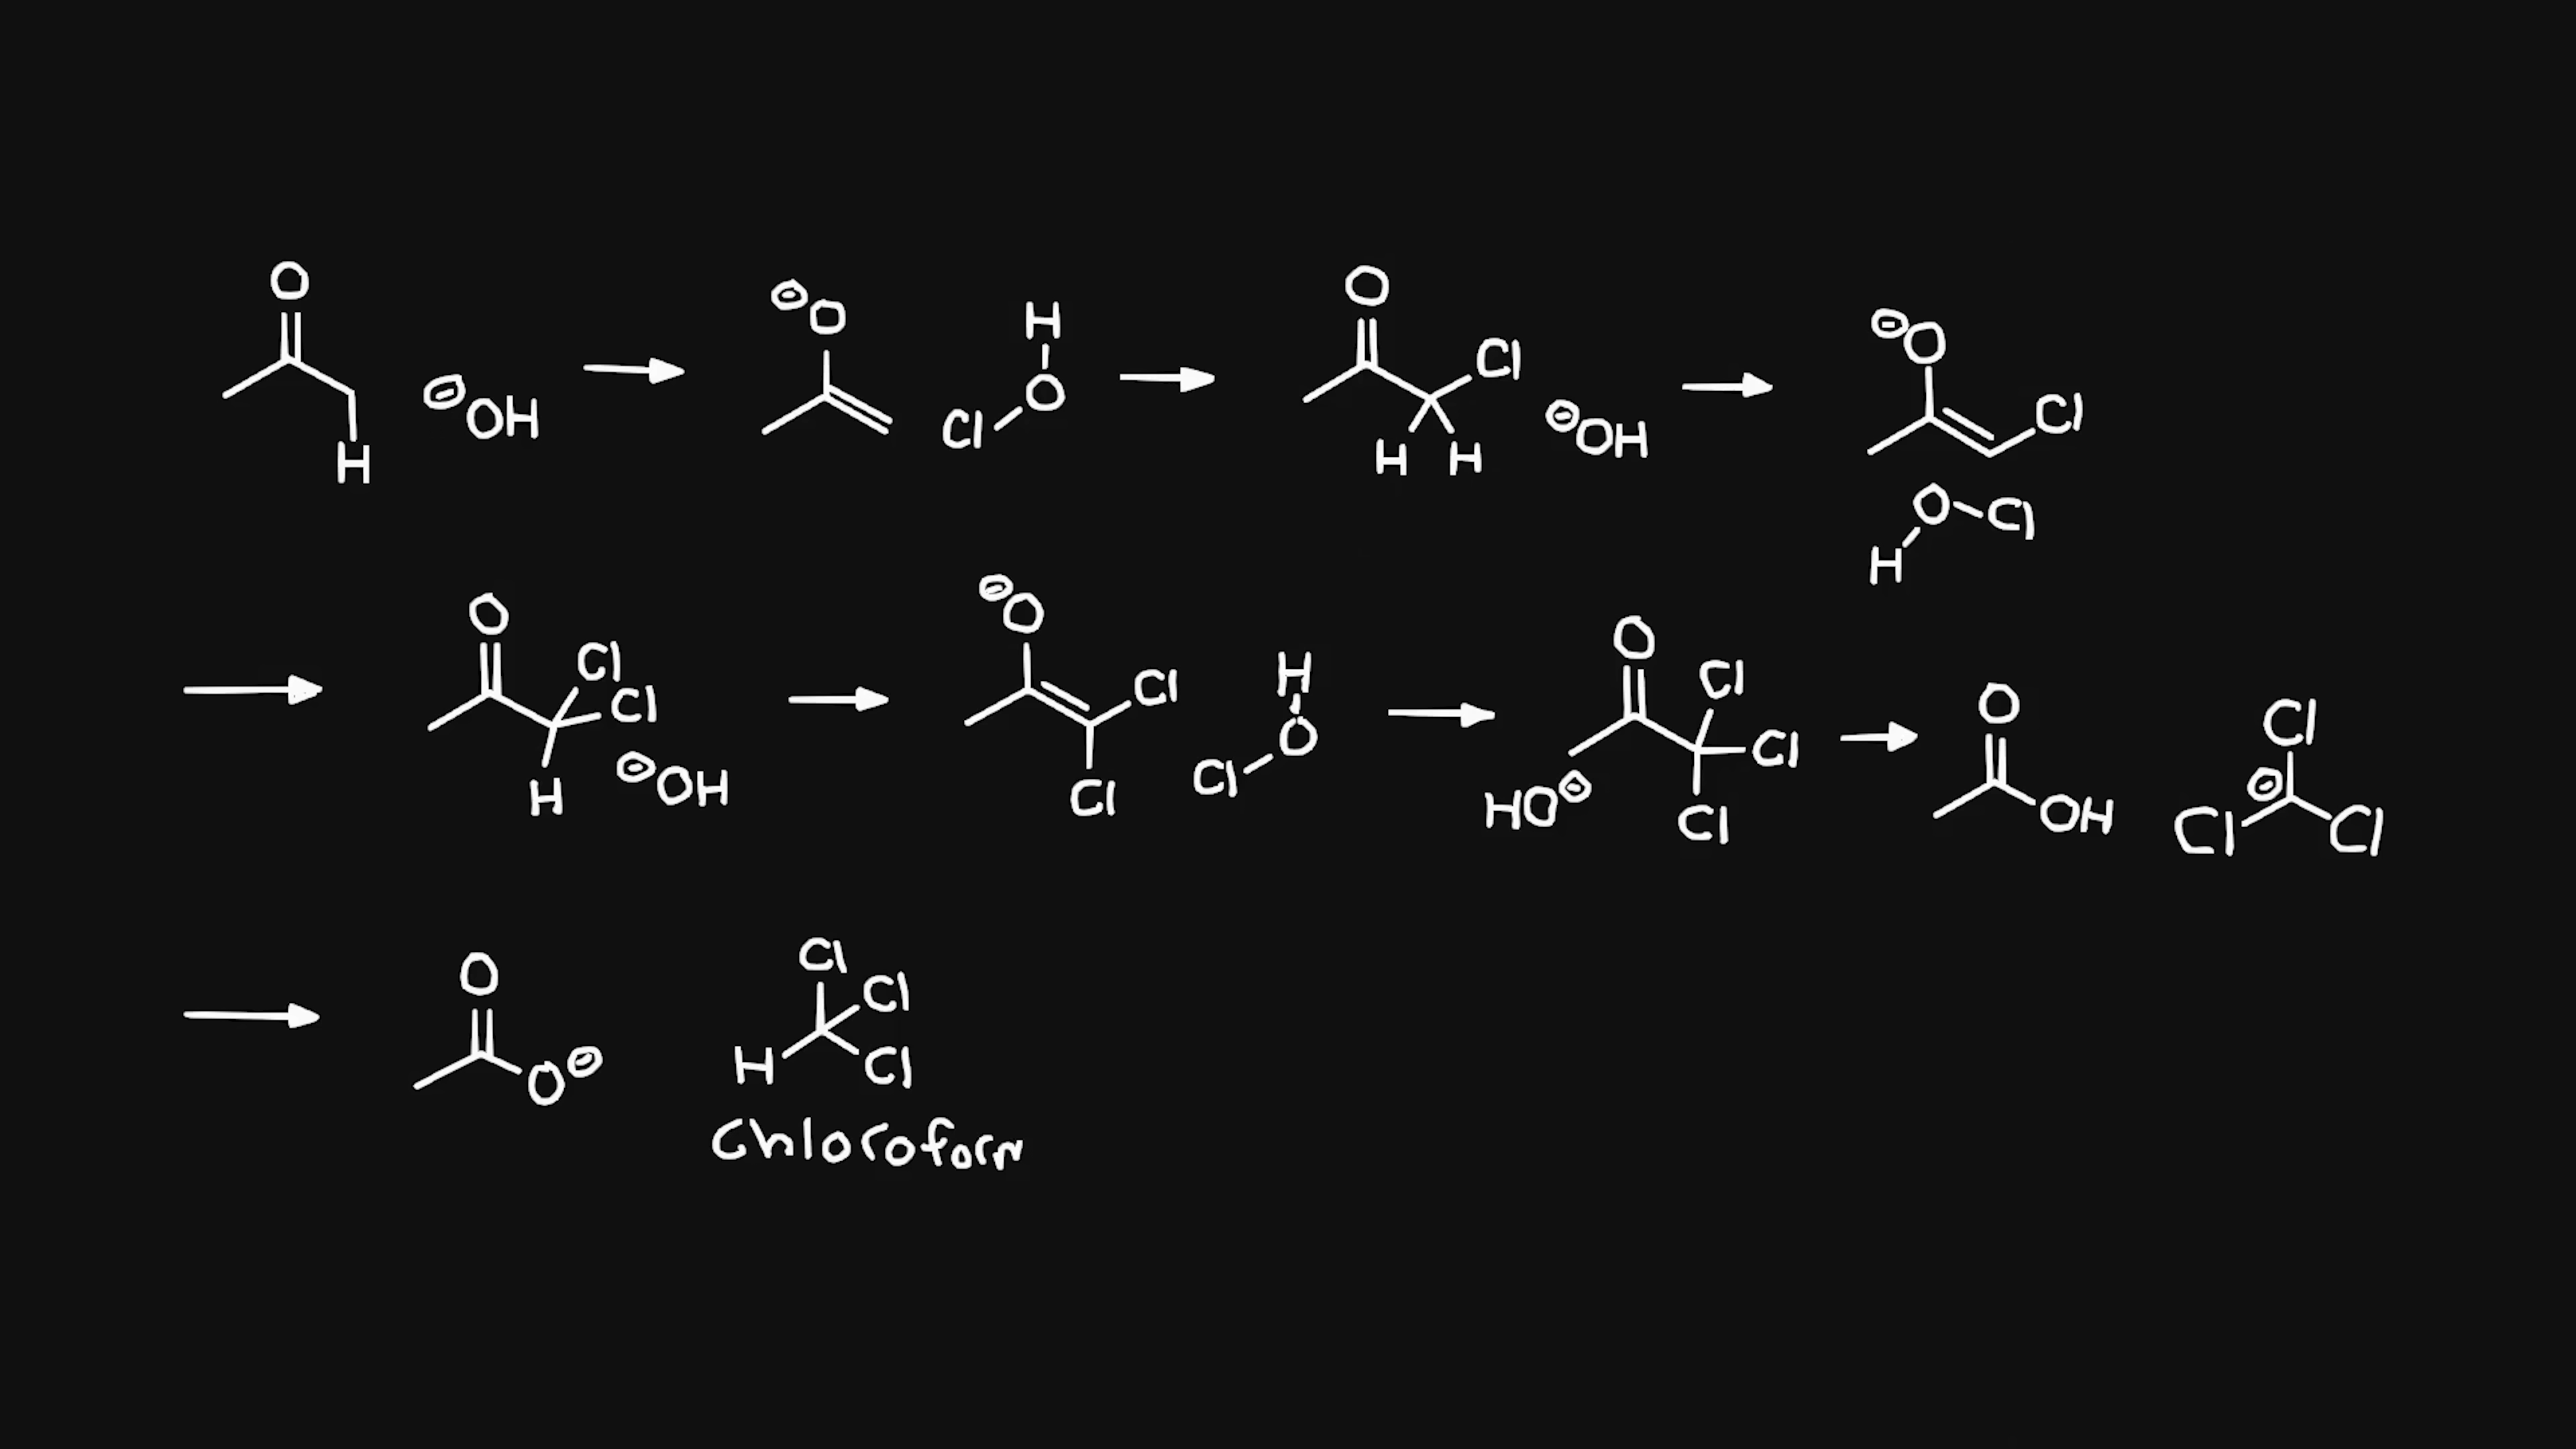 O ⊖OH H
⊖O H O Cl
O Cl H H ⊖OH
⊖O Cl O Cl H
O Cl Cl H ⊖OH
⊖O Cl Cl H O Cl
O Cl Cl Cl HO⊖
O OH Cl ⊖ Cl Cl
O O⊖
Cl Cl H Cl
Chloroform